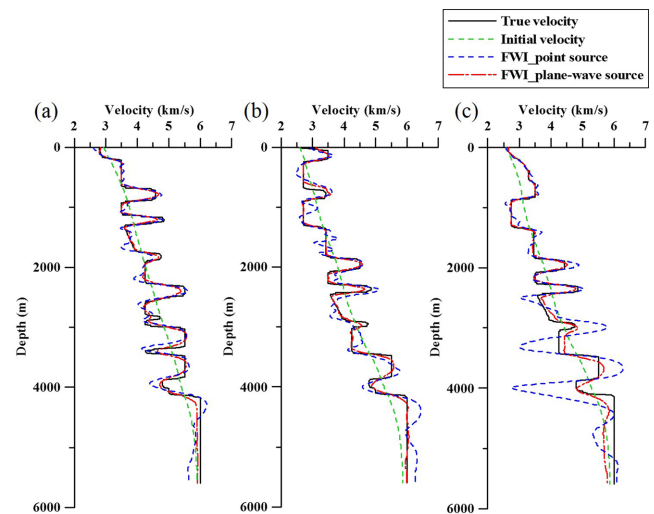 True velocity
Initial velocity
FWI_point source
FWI_plane-wave source
(a) Velocity (km/s) (b) Velocity (km/s) (c) Velocity (km/s)
2 3 4 5 6 7 2 3 4 5 6 7 2 3 4 5 6 7
0 0 0
2000 2000 2000
Depth (m) Depth (m) Depth (m)
4000 4000 4000
6000 6000 6000